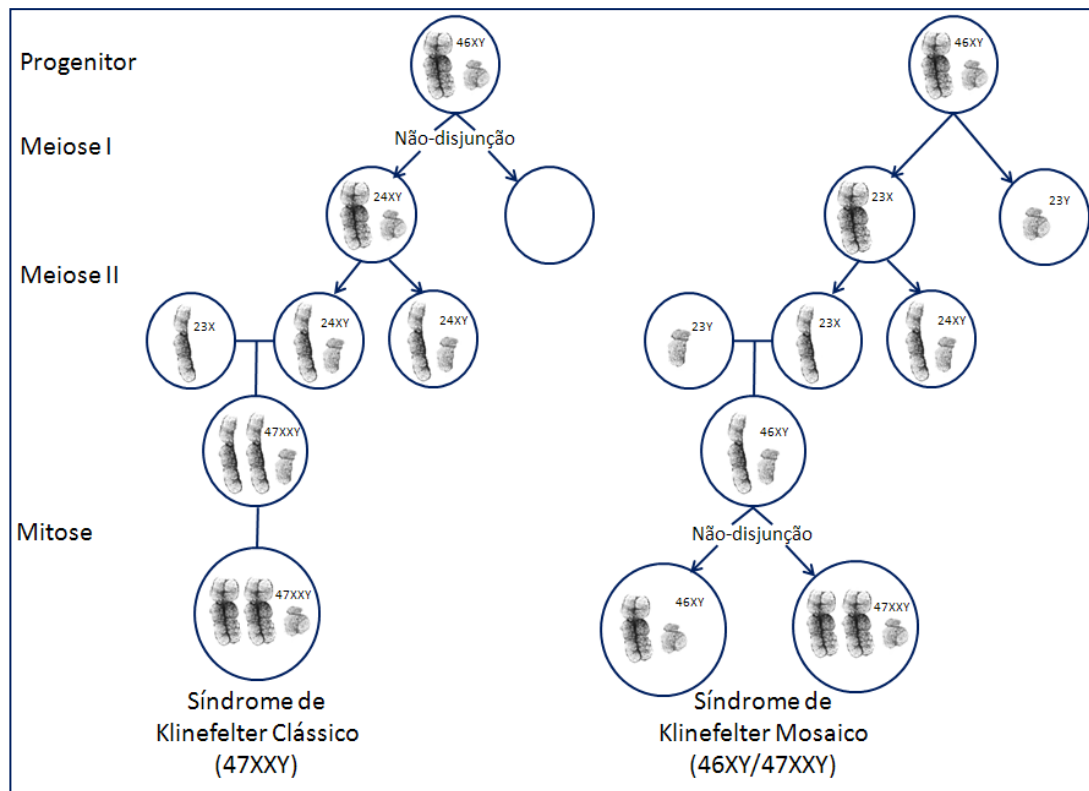 Progenitor
46XY
46XY
Meiose I
Não-disjunção
24XY
23X
23Y
Meiose II
23X
24XY
24XY
23Y
23X
24XY
47XXY
46XY
Mitose
Não-disjunção
47XXY
46XY
47XXY
Síndrome de
Klinefelter Clássico
(47XXY)
Síndrome de
Klinefelter Mosaico
(46XY/47XXY)